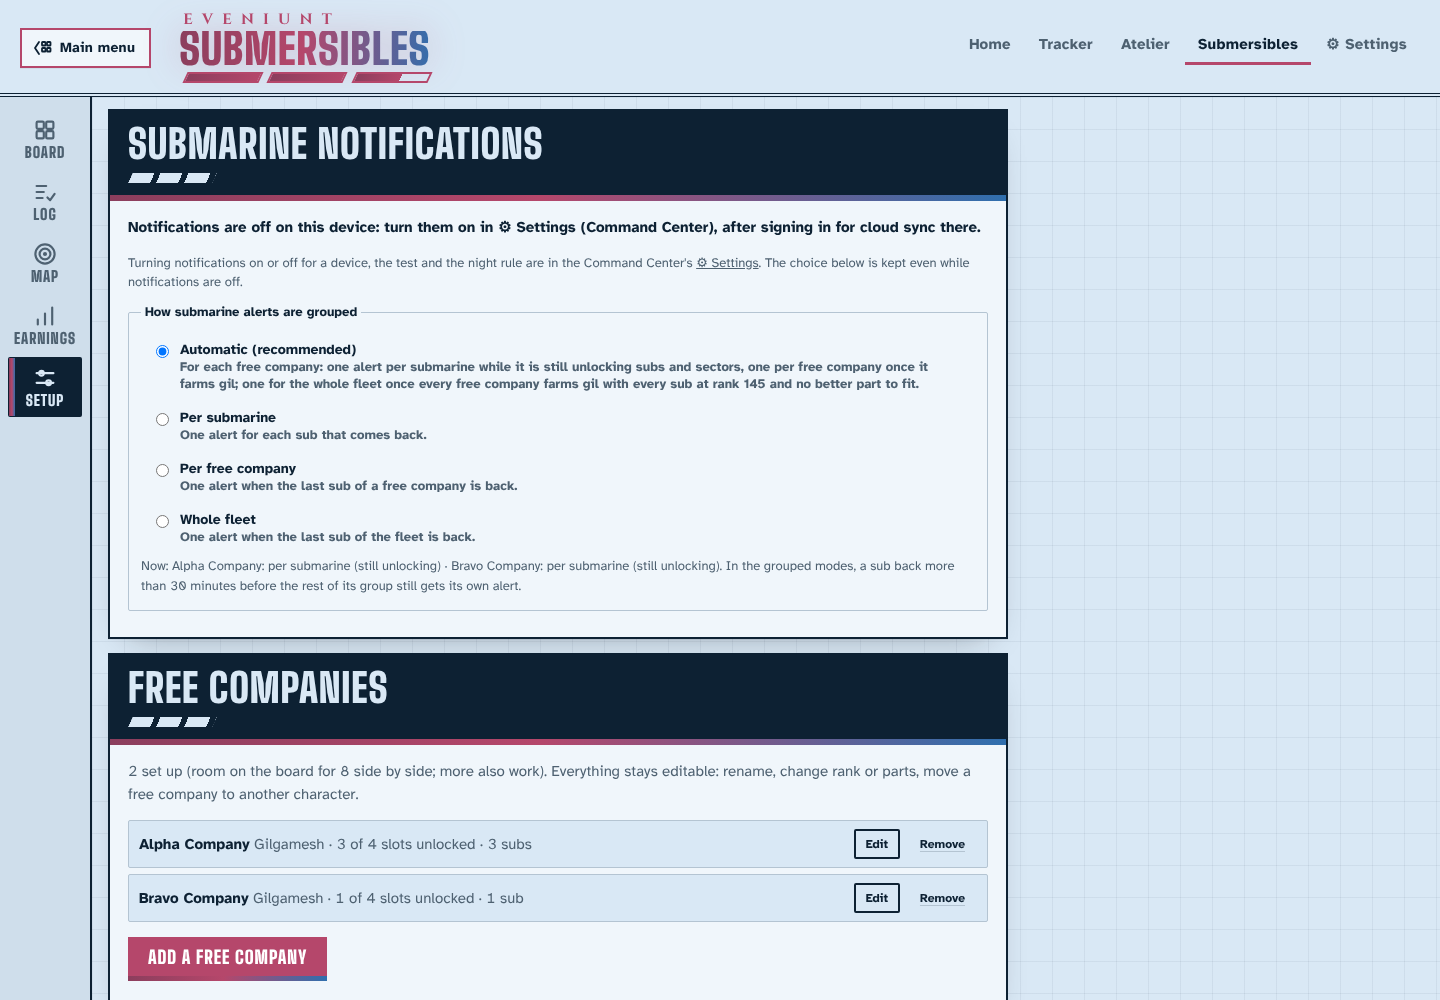 Main menu
EVENIUNT
SUBMERSIBLES
Home
Tracker
Atelier
Submersibles
⚙ Settings
BOARD
LOG
MAP
EARNINGS
SETUP
SUBMARINE NOTIFICATIONS
Notifications are off on this device: turn them on in ⚙ Settings (Command Center), after signing in for cloud sync there.
Turning notifications on or off for a device, the test and the night rule are in the Command Center's ⚙ Settings. The choice below is kept even while
notifications are off.
How submarine alerts are grouped
Automatic (recommended)
For each free company: one alert per submarine while it is still unlocking subs and sectors, one per free company once it
farms gil; one for the whole fleet once every free company farms gil with every sub at rank 145 and no better part to fit.
Per submarine
One alert for each sub that comes back.
Per free company
One alert when the last sub of a free company is back.
Whole fleet
One alert when the last sub of the fleet is back.
Now: Alpha Company: per submarine (still unlocking) · Bravo Company: per submarine (still unlocking). In the grouped modes, a sub back more
than 30 minutes before the rest of its group still gets its own alert.
FREE COMPANIES
2 set up (room on the board for 8 side by side; more also work). Everything stays editable: rename, change rank or parts, move a
free company to another character.
Alpha Company Gilgamesh · 3 of 4 slots unlocked · 3 subs
Edit
Remove
Bravo Company Gilgamesh · 1 of 4 slots unlocked · 1 sub
Edit
Remove
ADD A FREE COMPANY